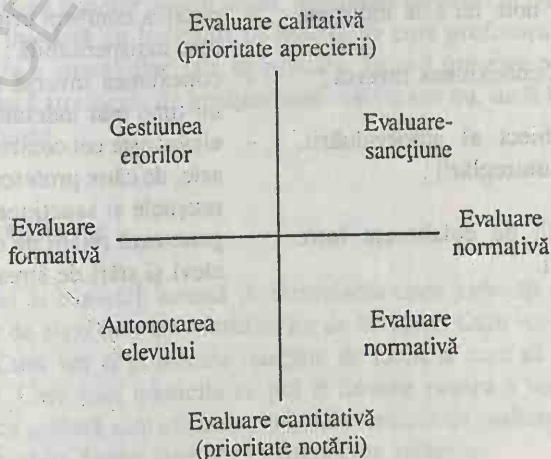 Evaluare calitativă
(prioritate aprecierii)
Gestiunea
erorilor
Evaluare-
sancţiune
Evaluare
formativă
Evaluare
normativă
Autonotarea
elevului
Evaluare
normativă
Evaluare cantitativă
(prioritate notării)